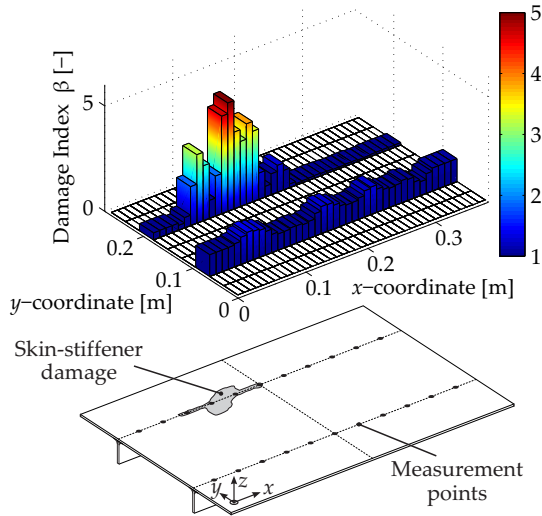 Damage Index β [−]
5
0
0.2
0.1
0
y−coordinate [m]
0
0.1
0.2
0.3
x−coordinate [m]
5
4
3
2
1
Skin-stiffener
damage
Measurement
points
y
z
x